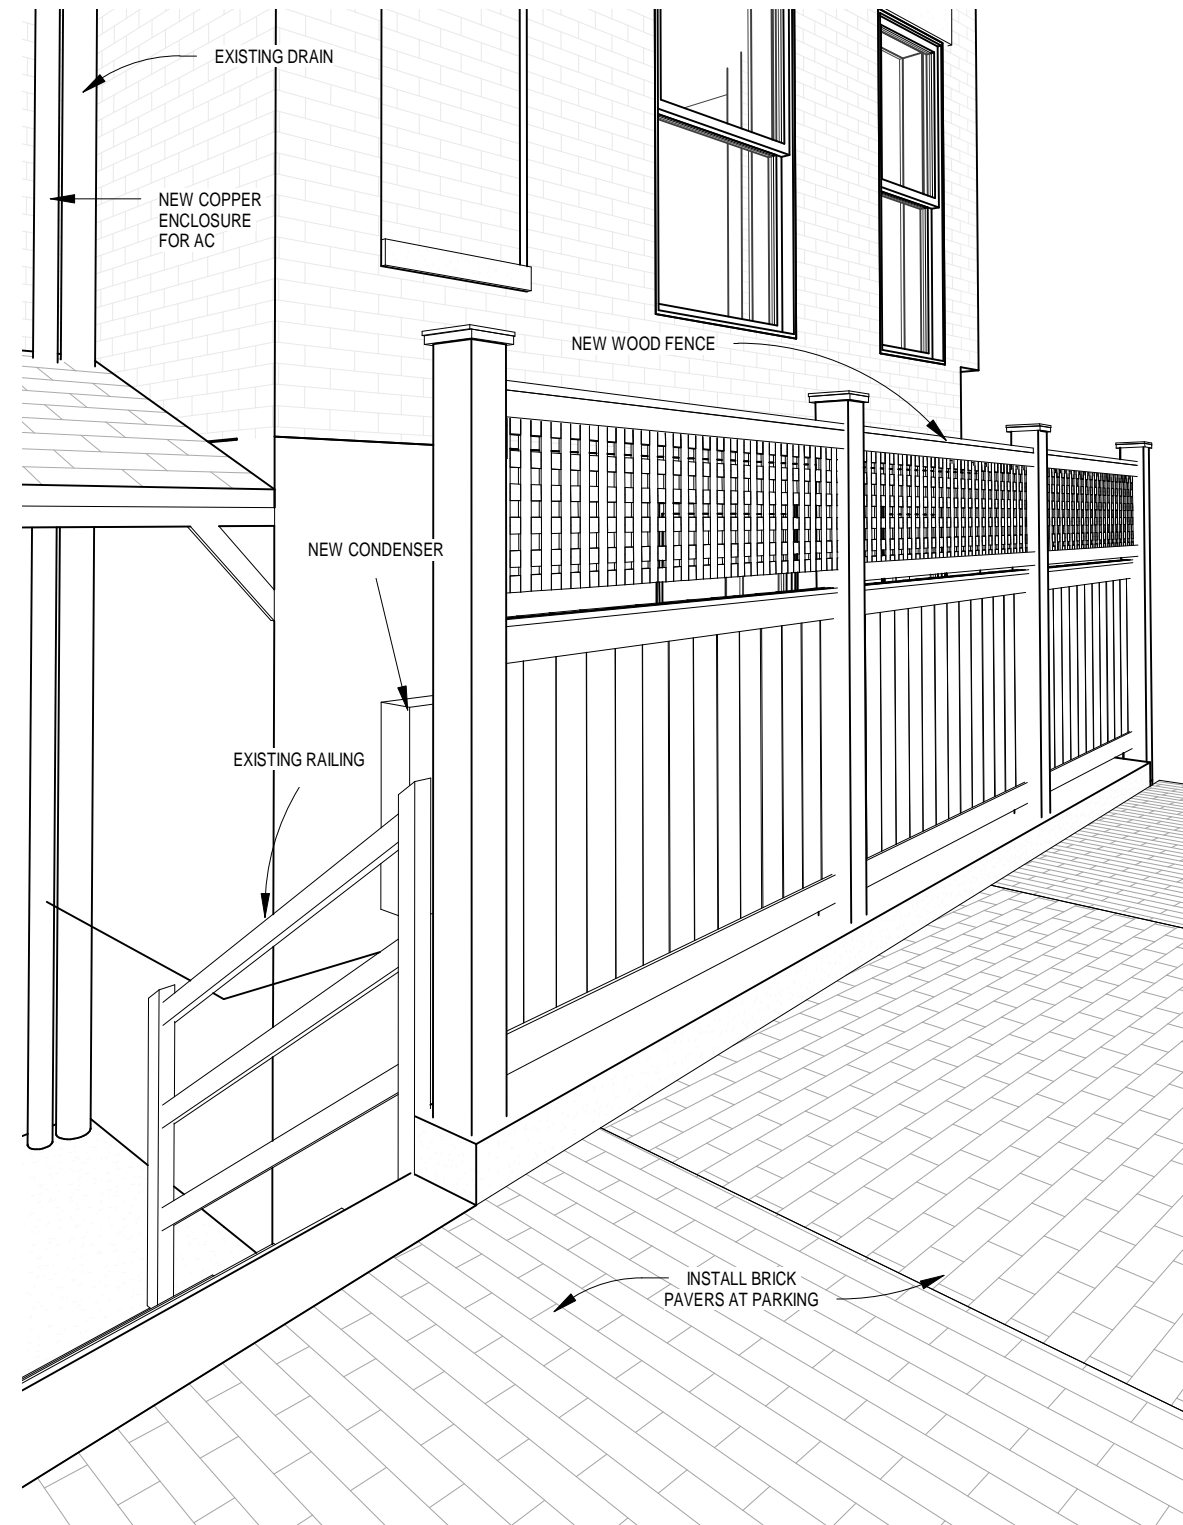 EXISTING DRAIN
NEW COPPER
ENCLOSURE
FOR AC
NEW WOOD FENCE
NEW CONDENSER
EXISTING RAILING
INSTALL BRICK
PAVERS AT PARKING